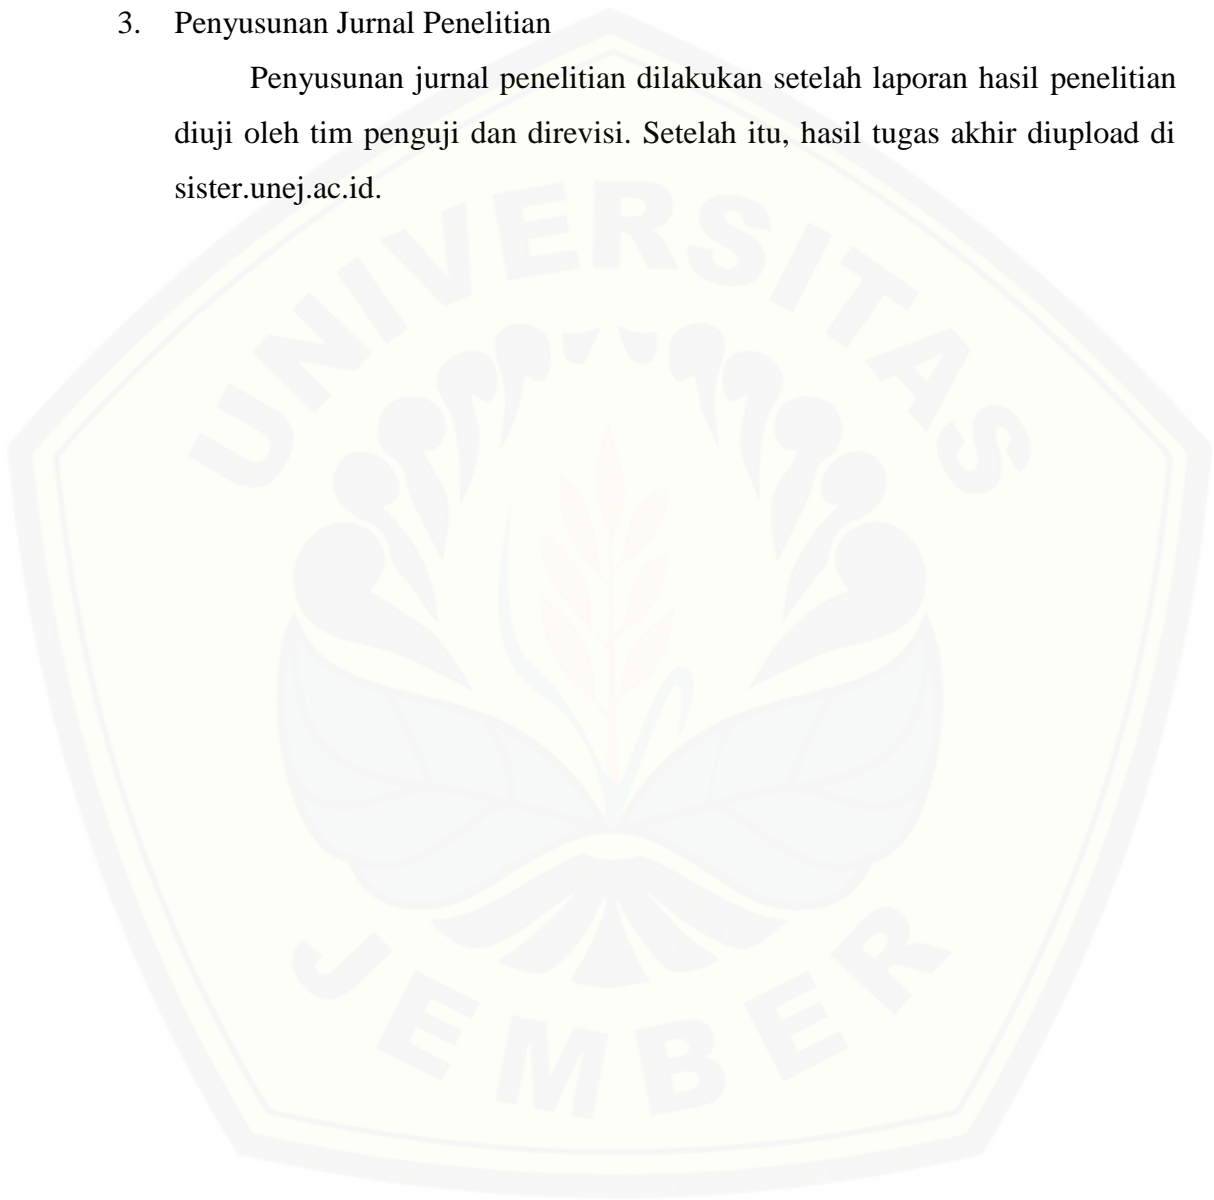 3. Penyusunan Jurnal Penelitian
Penyusunan jurnal penelitian dilakukan setelah laporan hasil penelitian
diuji oleh tim penguji dan direvisi. Setelah itu, hasil tugas akhir diupload di
sister.unej.ac.id.
UNIVERSITAS
JEMBER